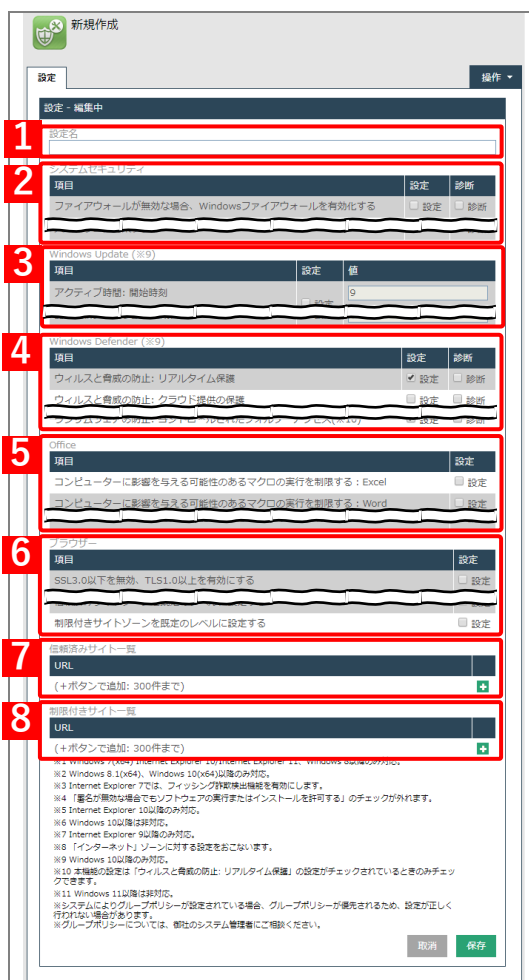 新規作成
設定
操作
設定 - 編集中
1
設定名
2
システムセキュリティ
項目 設定 診断
ファイアウォールが無効な場合、Windowsファイアウォールを有効化する 設定 診断
3
Windows Update (※9)
項目 設定 値
アクティブ時間: 開始時刻 9
設定
4
Windows Defender (※9)
項目 設定 診断
ウィルスと脅威の防止: リアルタイム保護 設定 診断
ウィルスと脅威の防止: クラウド提供の保護 設定 診断
5
Office
項目 設定
コンピューターに影響を与える可能性のあるマクロの実行を制限する : Excel 設定
コンピューターに影響を与える可能性のあるマクロの実行を制限する : Word 設定
6
ブラウザー
項目 設定
SSL3.0以下を無効、TLS1.0以上を有効にする 設定
制限付きサイトゾーンを既定のレベルに設定する 設定
7
信頼済みサイト一覧
URL
(+ボタンで追加: 300件まで)
8
制限付きサイト一覧
URL
(+ボタンで追加: 300件まで)
※1 Windows 7(x64) Internet Explorer 10/Internet Explorer 11、Windows 8以降のみ対応。
※2 Windows 8.1(x64)、Windows 10(x64)以降のみ対応。
※3 Internet Explorer 7では、フィッシング詐欺検出機能を有効にします。
※4 「署名が無効な場合でもソフトウェアの実行またはインストールを許可する」のチェックが外れます。
※5 Internet Explorer 10以降のみ対応。
※6 Windows 10以降は非対応。
※7 Internet Explorer 9以降のみ対応。
※8 「インターネット」ゾーンに対する設定をおこないます。
※9 Windows 10以降のみ対応。
※10 本機能の設定は「ウィルスと脅威の防止: リアルタイム保護」の設定がチェックされているときのみチェッ
クできます。
※11 Windows 11以降は非対応。
※システムによりグループポリシーが設定されている場合、グループポリシーが優先されるため、設定が正しく
行われない場合があります。
※グループポリシーについては、御社のシステム管理者にご相談ください。
取消 保存